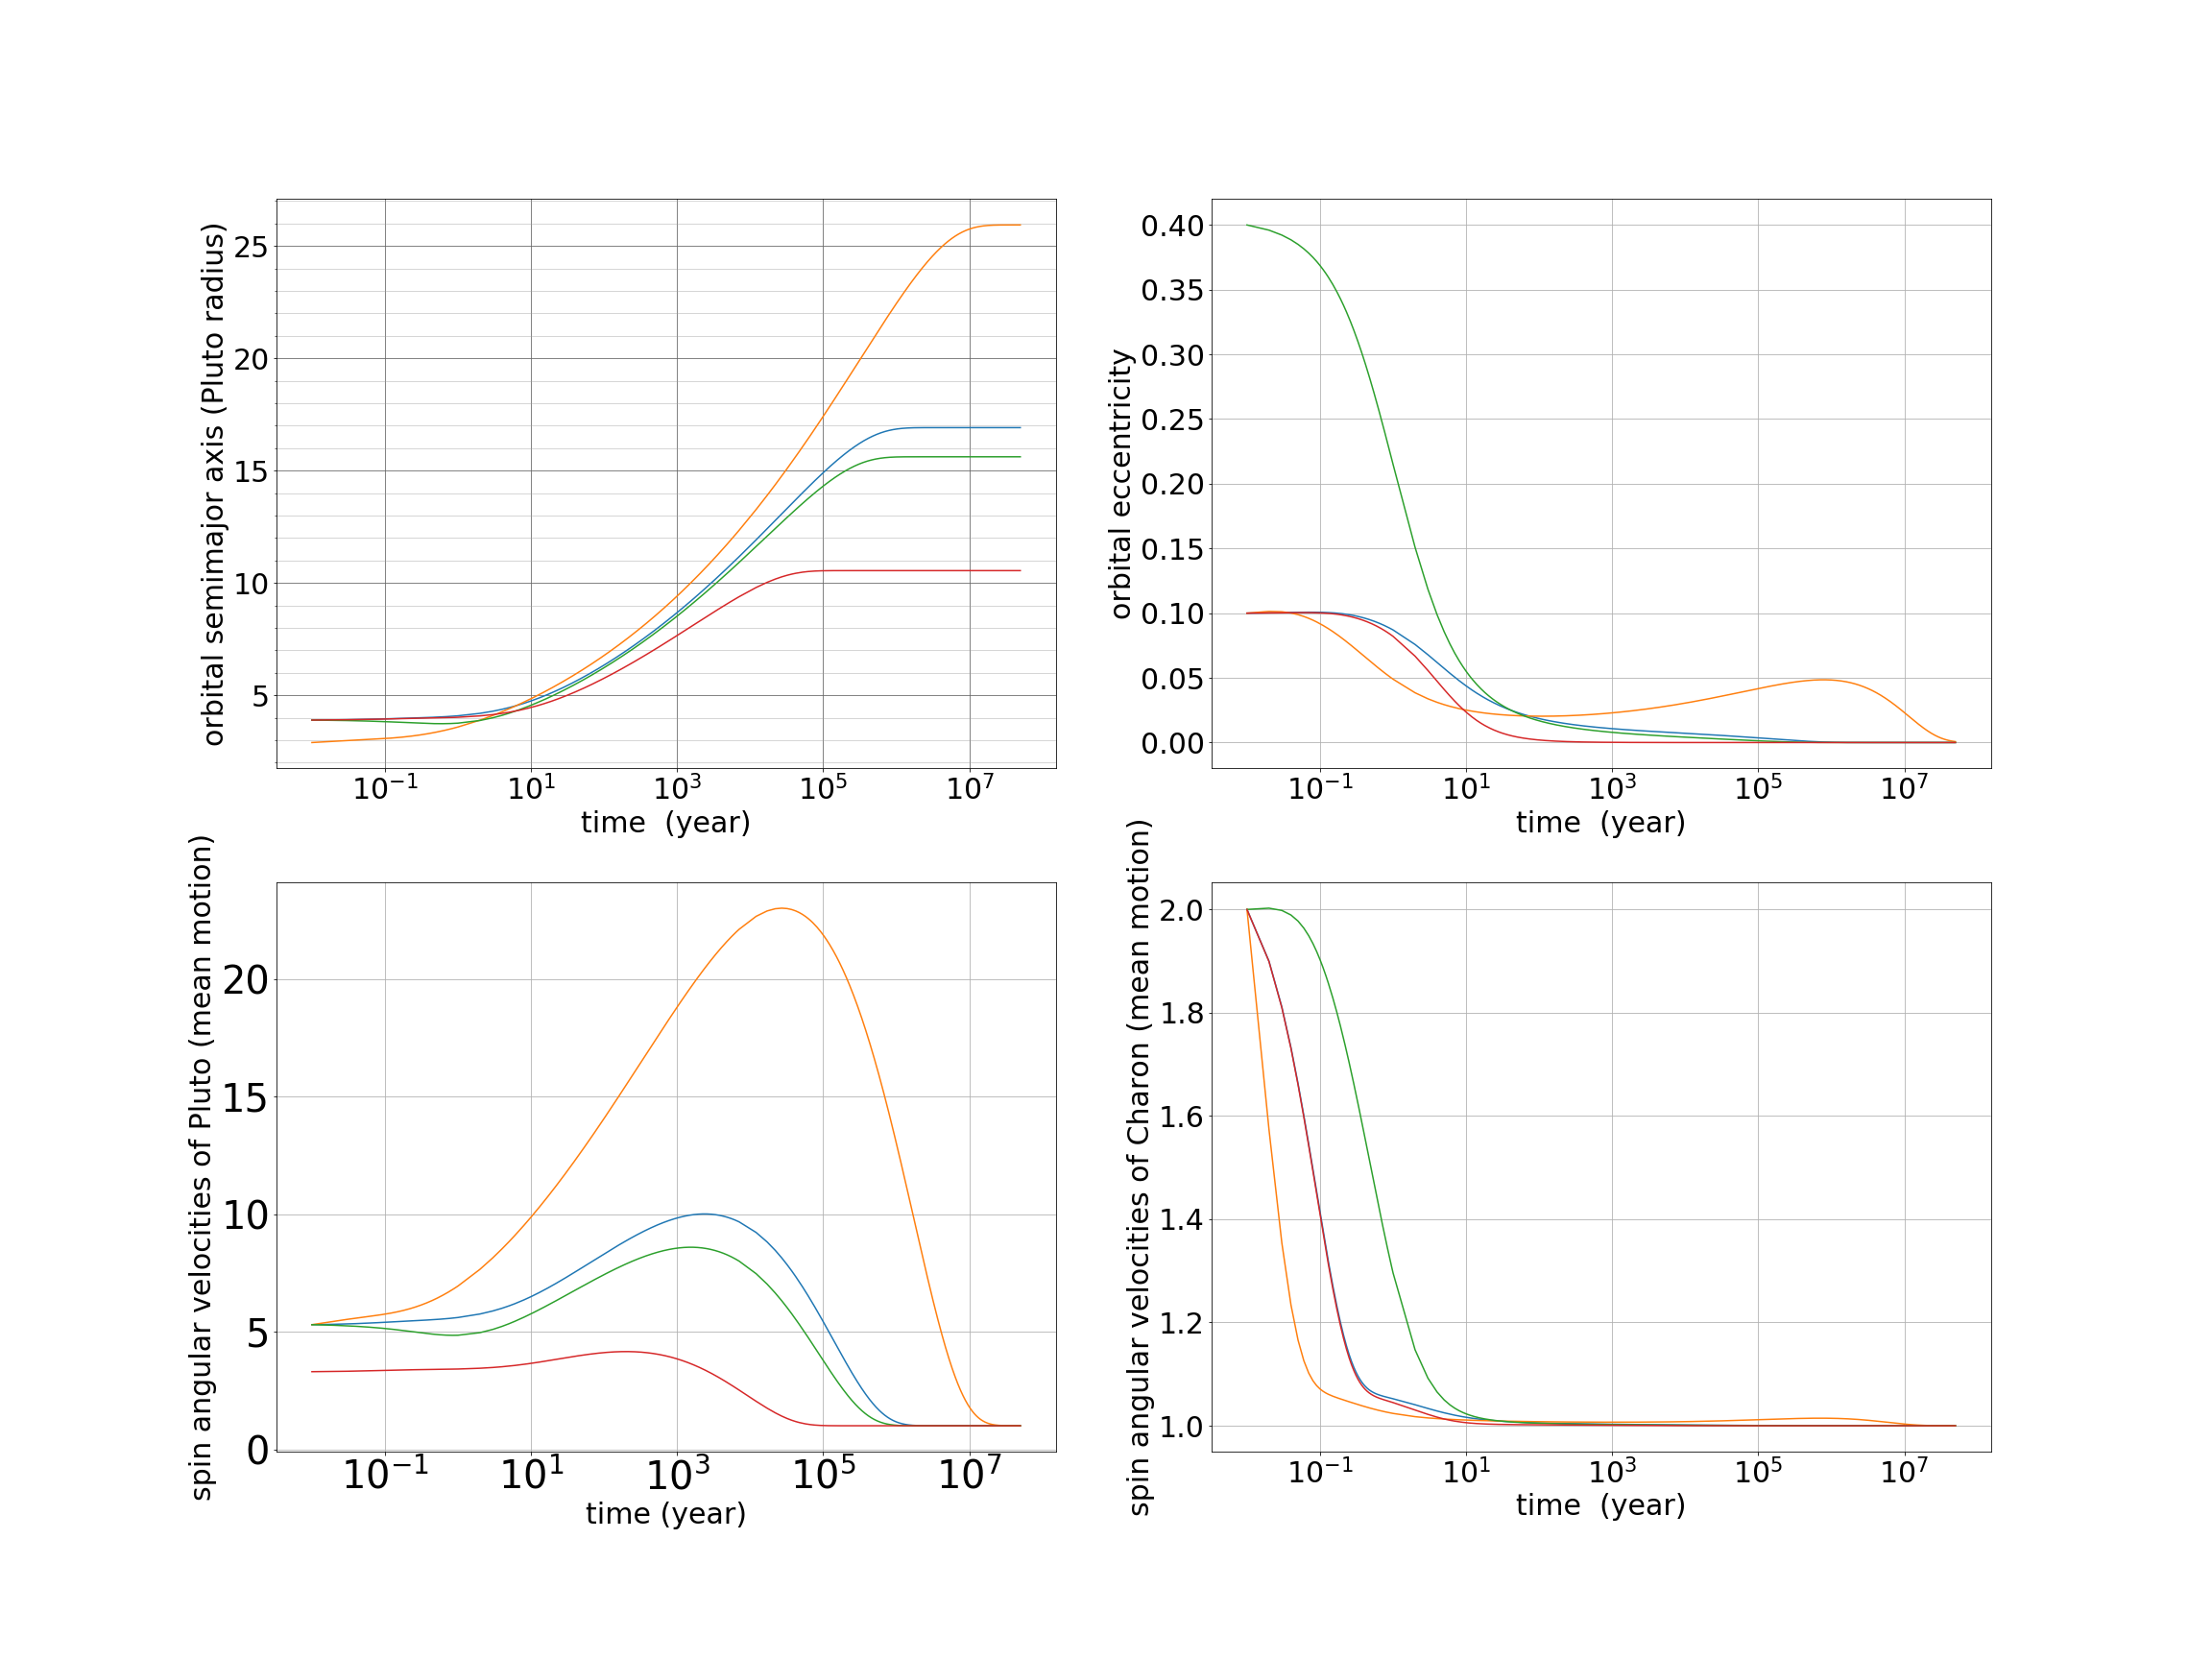 orbital semimajor axis (Pluto radius)
25
20
15
10
5
10⁻¹ 10¹ 10³ 10⁵ 10⁷
time (year)
orbital eccentricity
0.40
0.35
0.30
0.25
0.20
0.15
0.10
0.05
0.00
10⁻¹ 10¹ 10³ 10⁵ 10⁷
time (year)
spin angular velocities of Pluto (mean motion)
20
15
10
5
0
10⁻¹ 10¹ 10³ 10⁵ 10⁷
time (year)
spin angular velocities of Charon (mean motion)
2.0
1.8
1.6
1.4
1.2
1.0
10⁻¹ 10¹ 10³ 10⁵ 10⁷
time (year)